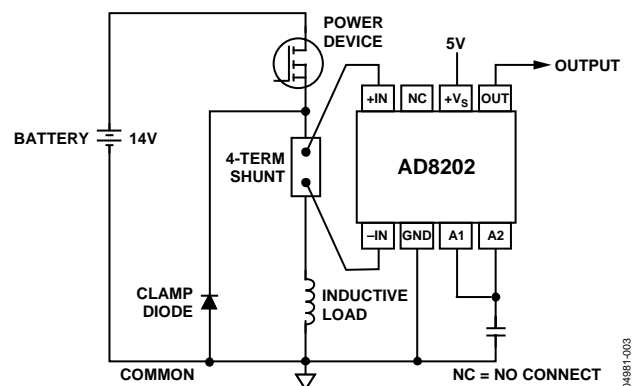 POWER
DEVICE
5V
OUTPUT
+IN
NC
+VS
OUT
BATTERY
14V
4-TERM
SHUNT
AD8202
–IN
GND
A1
A2
CLAMP
DIODE
INDUCTIVE
LOAD
COMMON
NC = NO CONNECT
04981-003